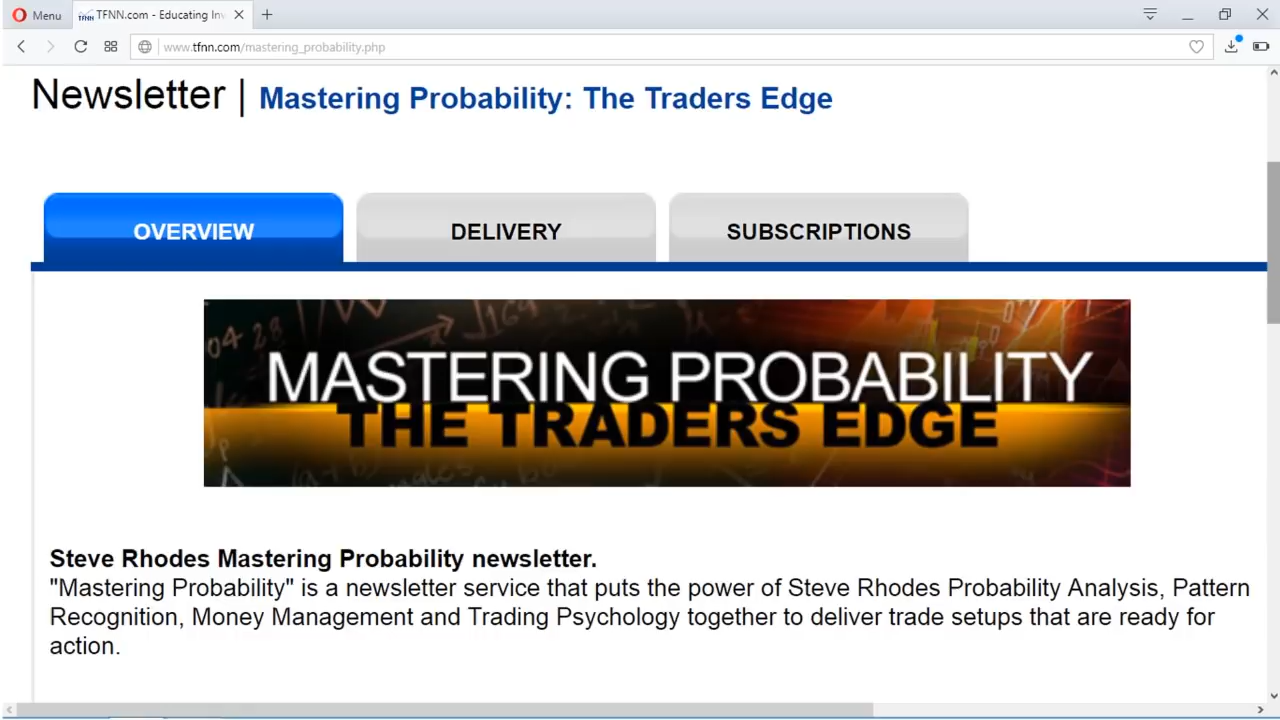 Menu
TFNN.com - Educating Inv
www.tfnn.com/mastering_probability.php
Newsletter | Mastering Probability: The Traders Edge
OVERVIEW
DELIVERY
SUBSCRIPTIONS
MASTERING PROBABILITY
THE TRADERS EDGE
Steve Rhodes Mastering Probability newsletter.
"Mastering Probability" is a newsletter service that puts the power of Steve Rhodes Probability Analysis, Pattern
Recognition, Money Management and Trading Psychology together to deliver trade setups that are ready for
action.